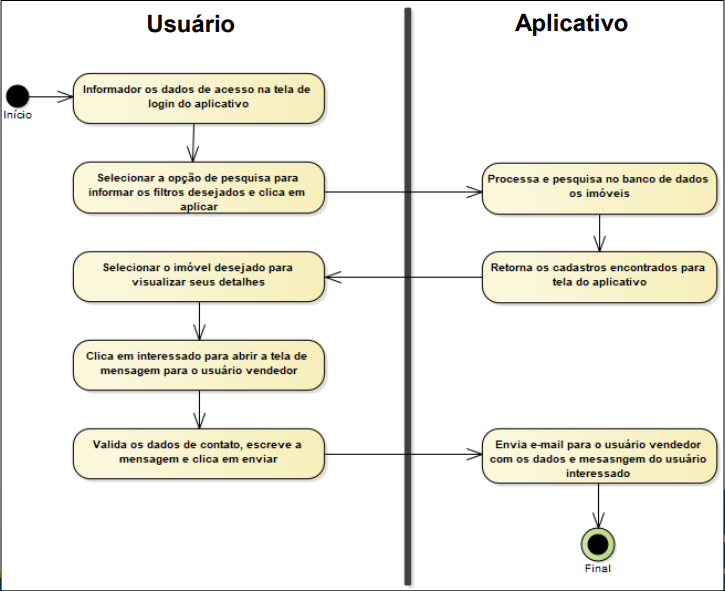 Usuário
Aplicativo
Início
Informador os dados de acesso na tela de
login do aplicativo
Selecionar a opção de pesquisa para
informar os filtros desejados e clica em
aplicar
Processa e pesquisa no banco de dados
os imóveis
Retorna os cadastros encontrados para
tela do aplicativo
Selecionar o imóvel desejado para
visualizar seus detalhes
Clica em interessado para abrir a tela de
mensagem para o usuário vendedor
Valida os dados de contato, escreve a
mensagem e clica em enviar
Envia e-mail para o usuário vendedor
com os dados e mesasngem do usuário
interessado
Final